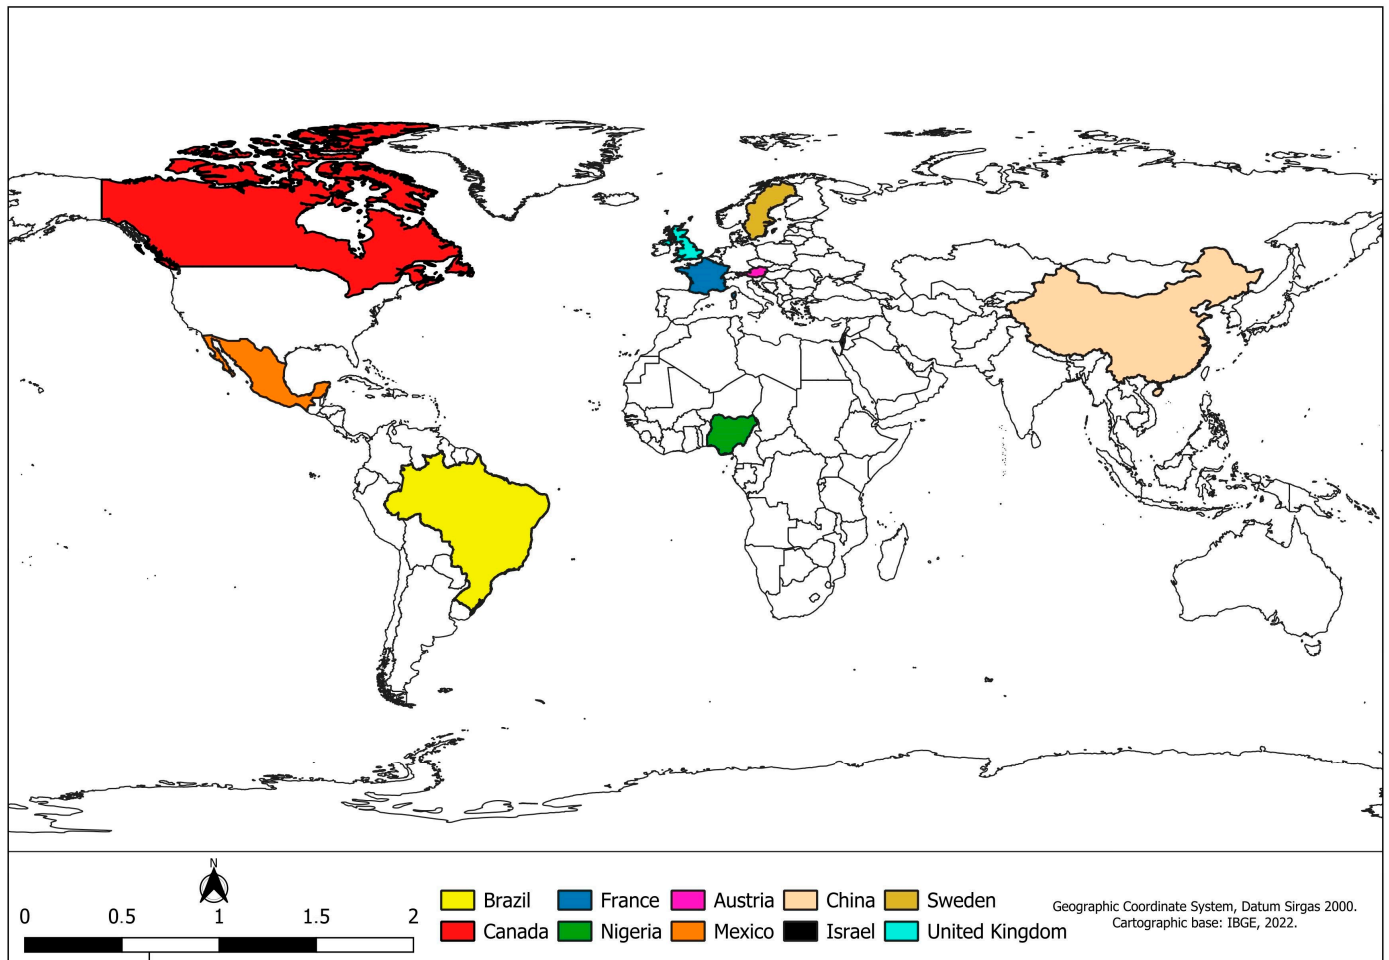 N
0 0.5 1 1.5 2
Brazil France Austria China Sweden
Canada Nigeria Mexico Israel United Kingdom
Geographic Coordinate System, Datum Sirgas 2000.
Cartographic base: IBGE, 2022.